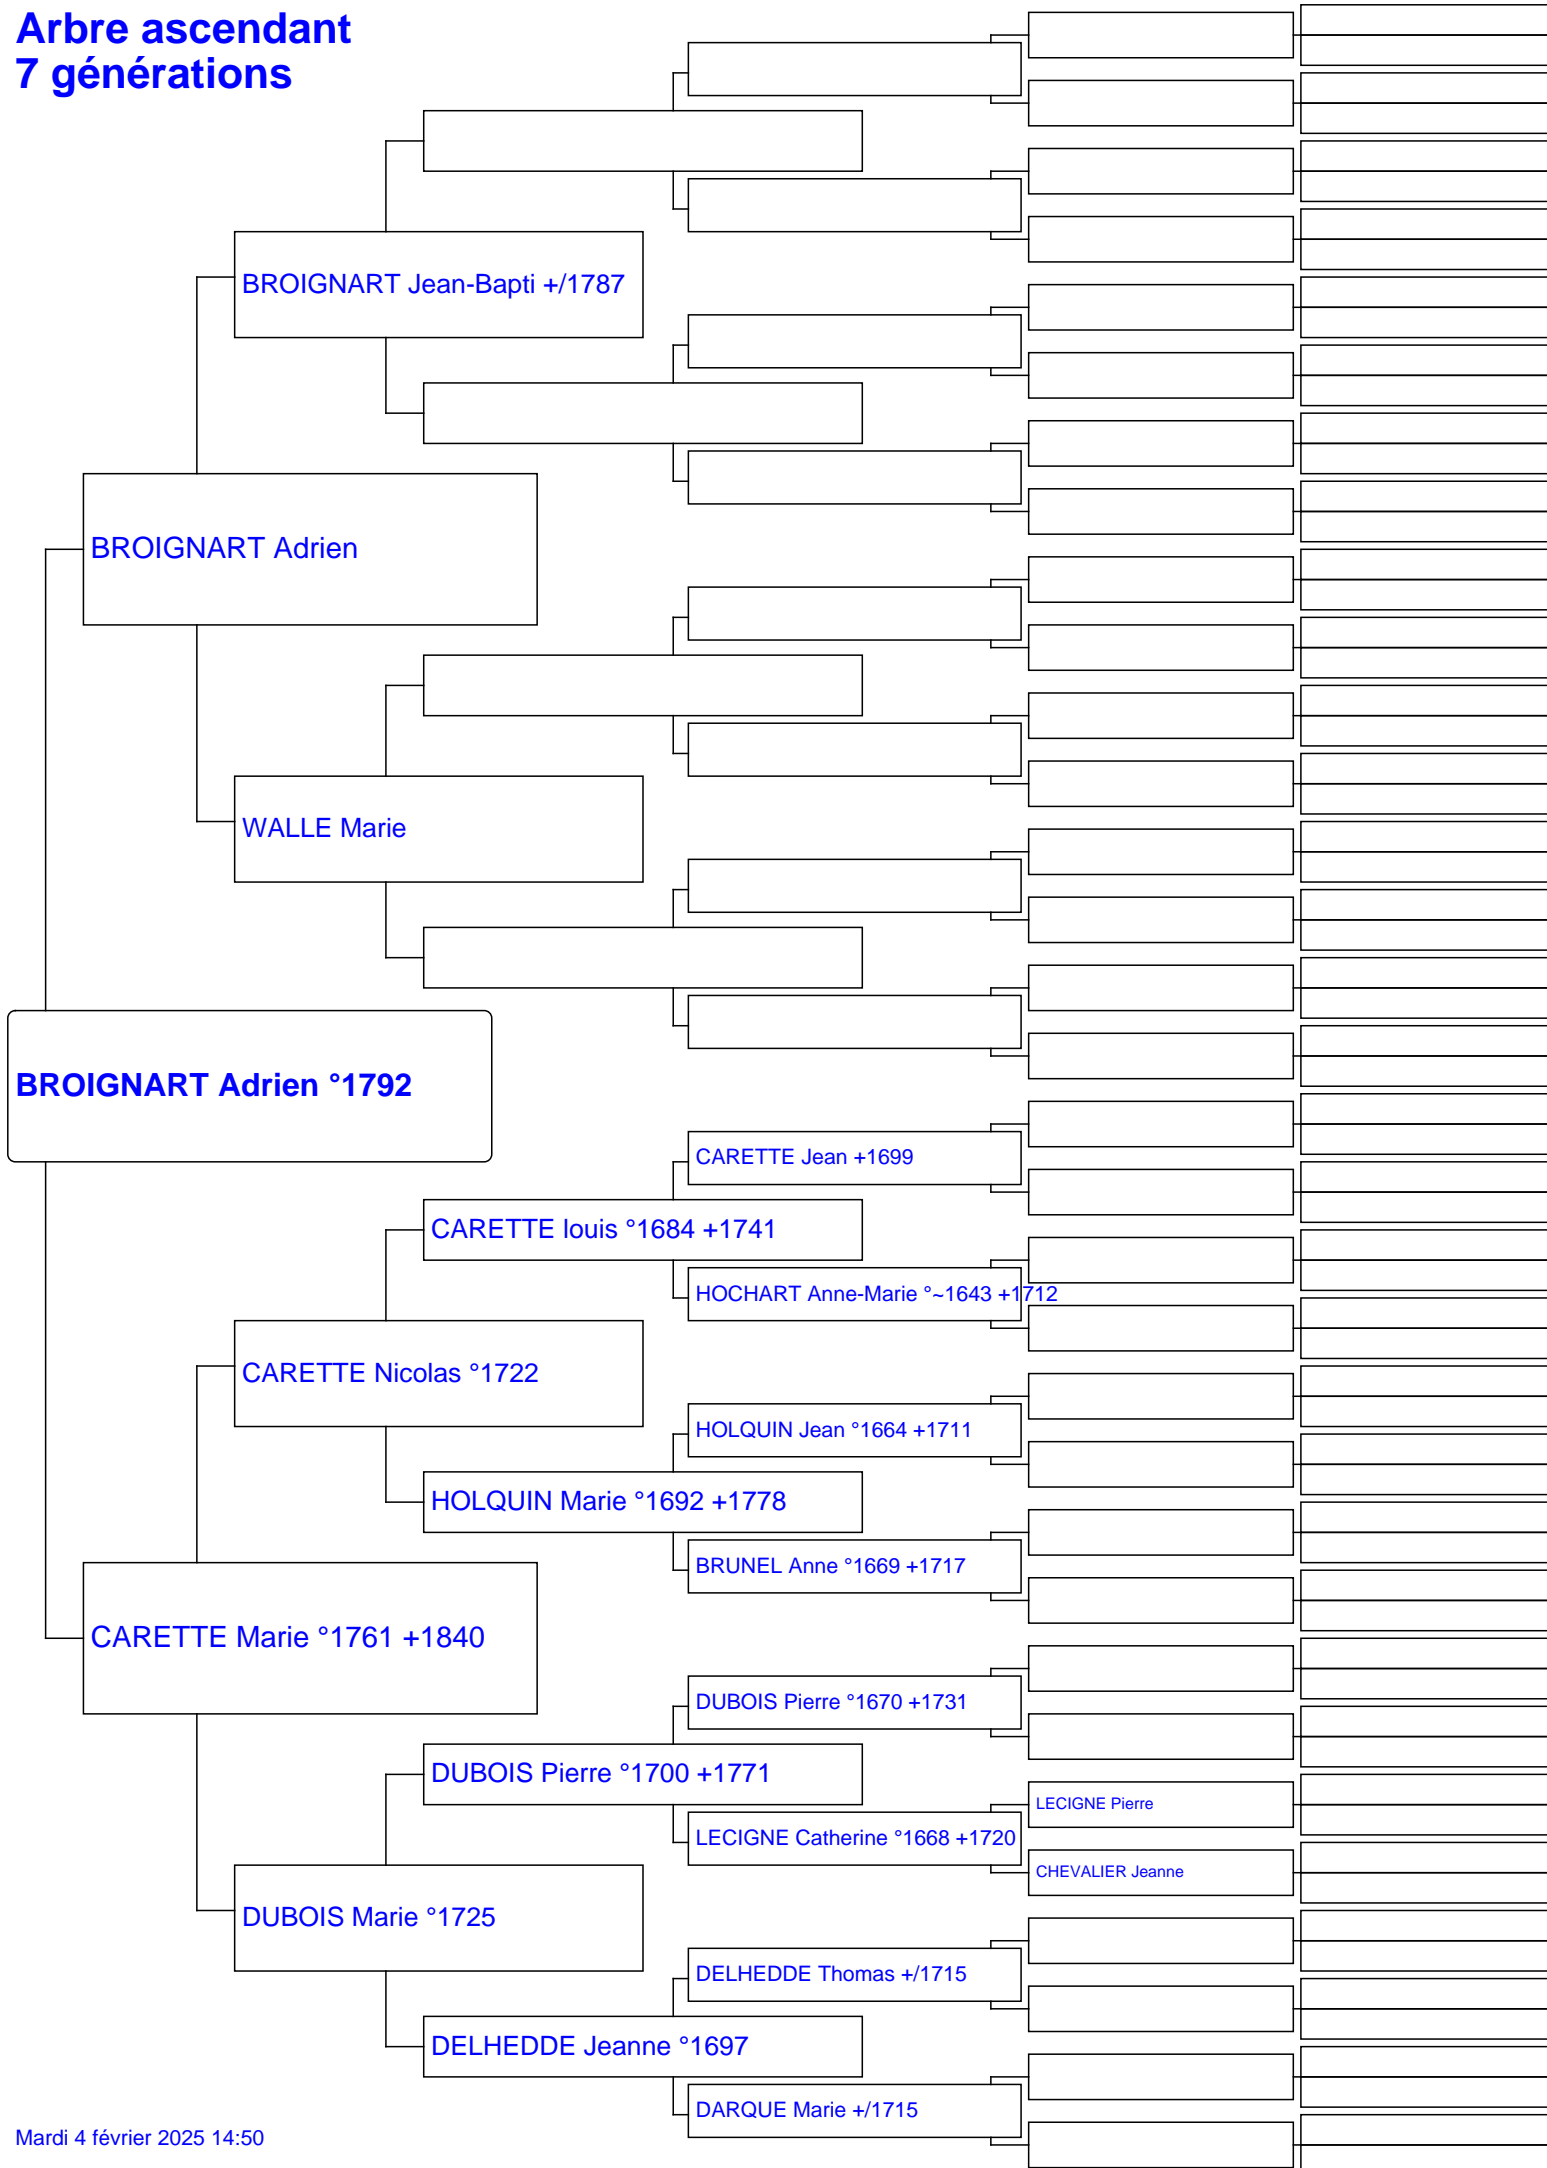 Arbre ascendant
7 générations
BROIGNART Jean-Bapti +/1787
BROIGNART Adrien
WALLE Marie
BROIGNART Adrien °1792
CARETTE Jean +1699
CARETTE louis °1684 +1741
HOCHART Anne-Marie °~1643 +1712
CARETTE Nicolas °1722
HOLQUIN Jean °1664 +1711
HOLQUIN Marie °1692 +1778
BRUNEL Anne °1669 +1717
CARETTE Marie °1761 +1840
DUBOIS Pierre °1670 +1731
DUBOIS Pierre °1700 +1771
LECIGNE Pierre
LECIGNE Catherine °1668 +1720
CHEVALIER Jeanne
DUBOIS Marie °1725
DELHEDDE Thomas +/1715
DELHEDDE Jeanne °1697
DARQUE Marie +/1715
Mardi 4 février 2025 14:50